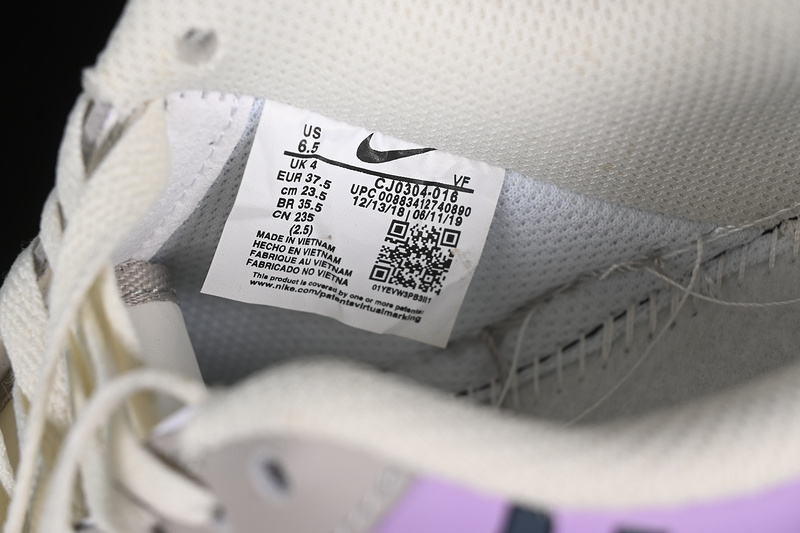 US
6.5
UK 4
EUR 37.5
cm 23.5
BR 35.5
CN 235
(2.5)
MADE IN VIETNAM
HECHO EN VIETNAM
FABRIQUE AU VIETNAM
FABRICADO NO VIETNA
VF
CJ0304-016
UPC 00883412740890
12/13/18 | 06/11/19
01YEVW3PB3I11
This product is covered by one or more patents:
www.nike.com/patentsvirtualmarking